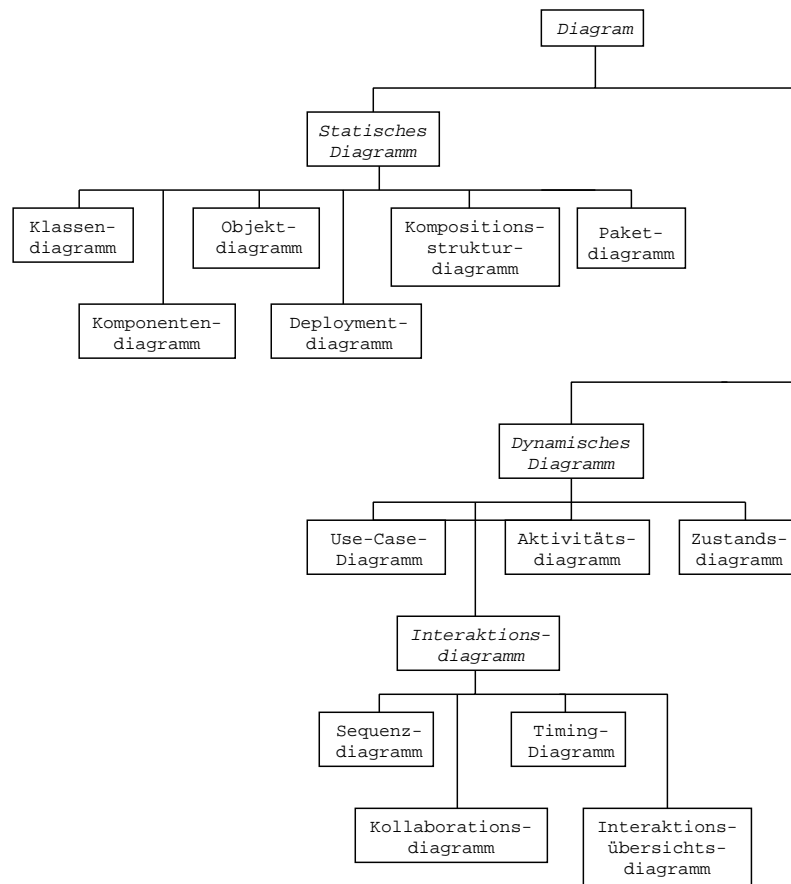 Diagram
Statisches
Diagramm
Klassen-
diagramm
Objekt-
diagramm
Kompositions-
struktur-
diagramm
Paket-
diagramm
Komponenten-
diagramm
Deployment-
diagramm
Dynamisches
Diagramm
Use-Case-
Diagramm
Aktivitäts-
diagramm
Zustands-
diagramm
Interaktions-
diagramm
Sequenz-
diagramm
Timing-
Diagramm
Kollaborations-
diagramm
Interaktions-
übersichts-
diagramm